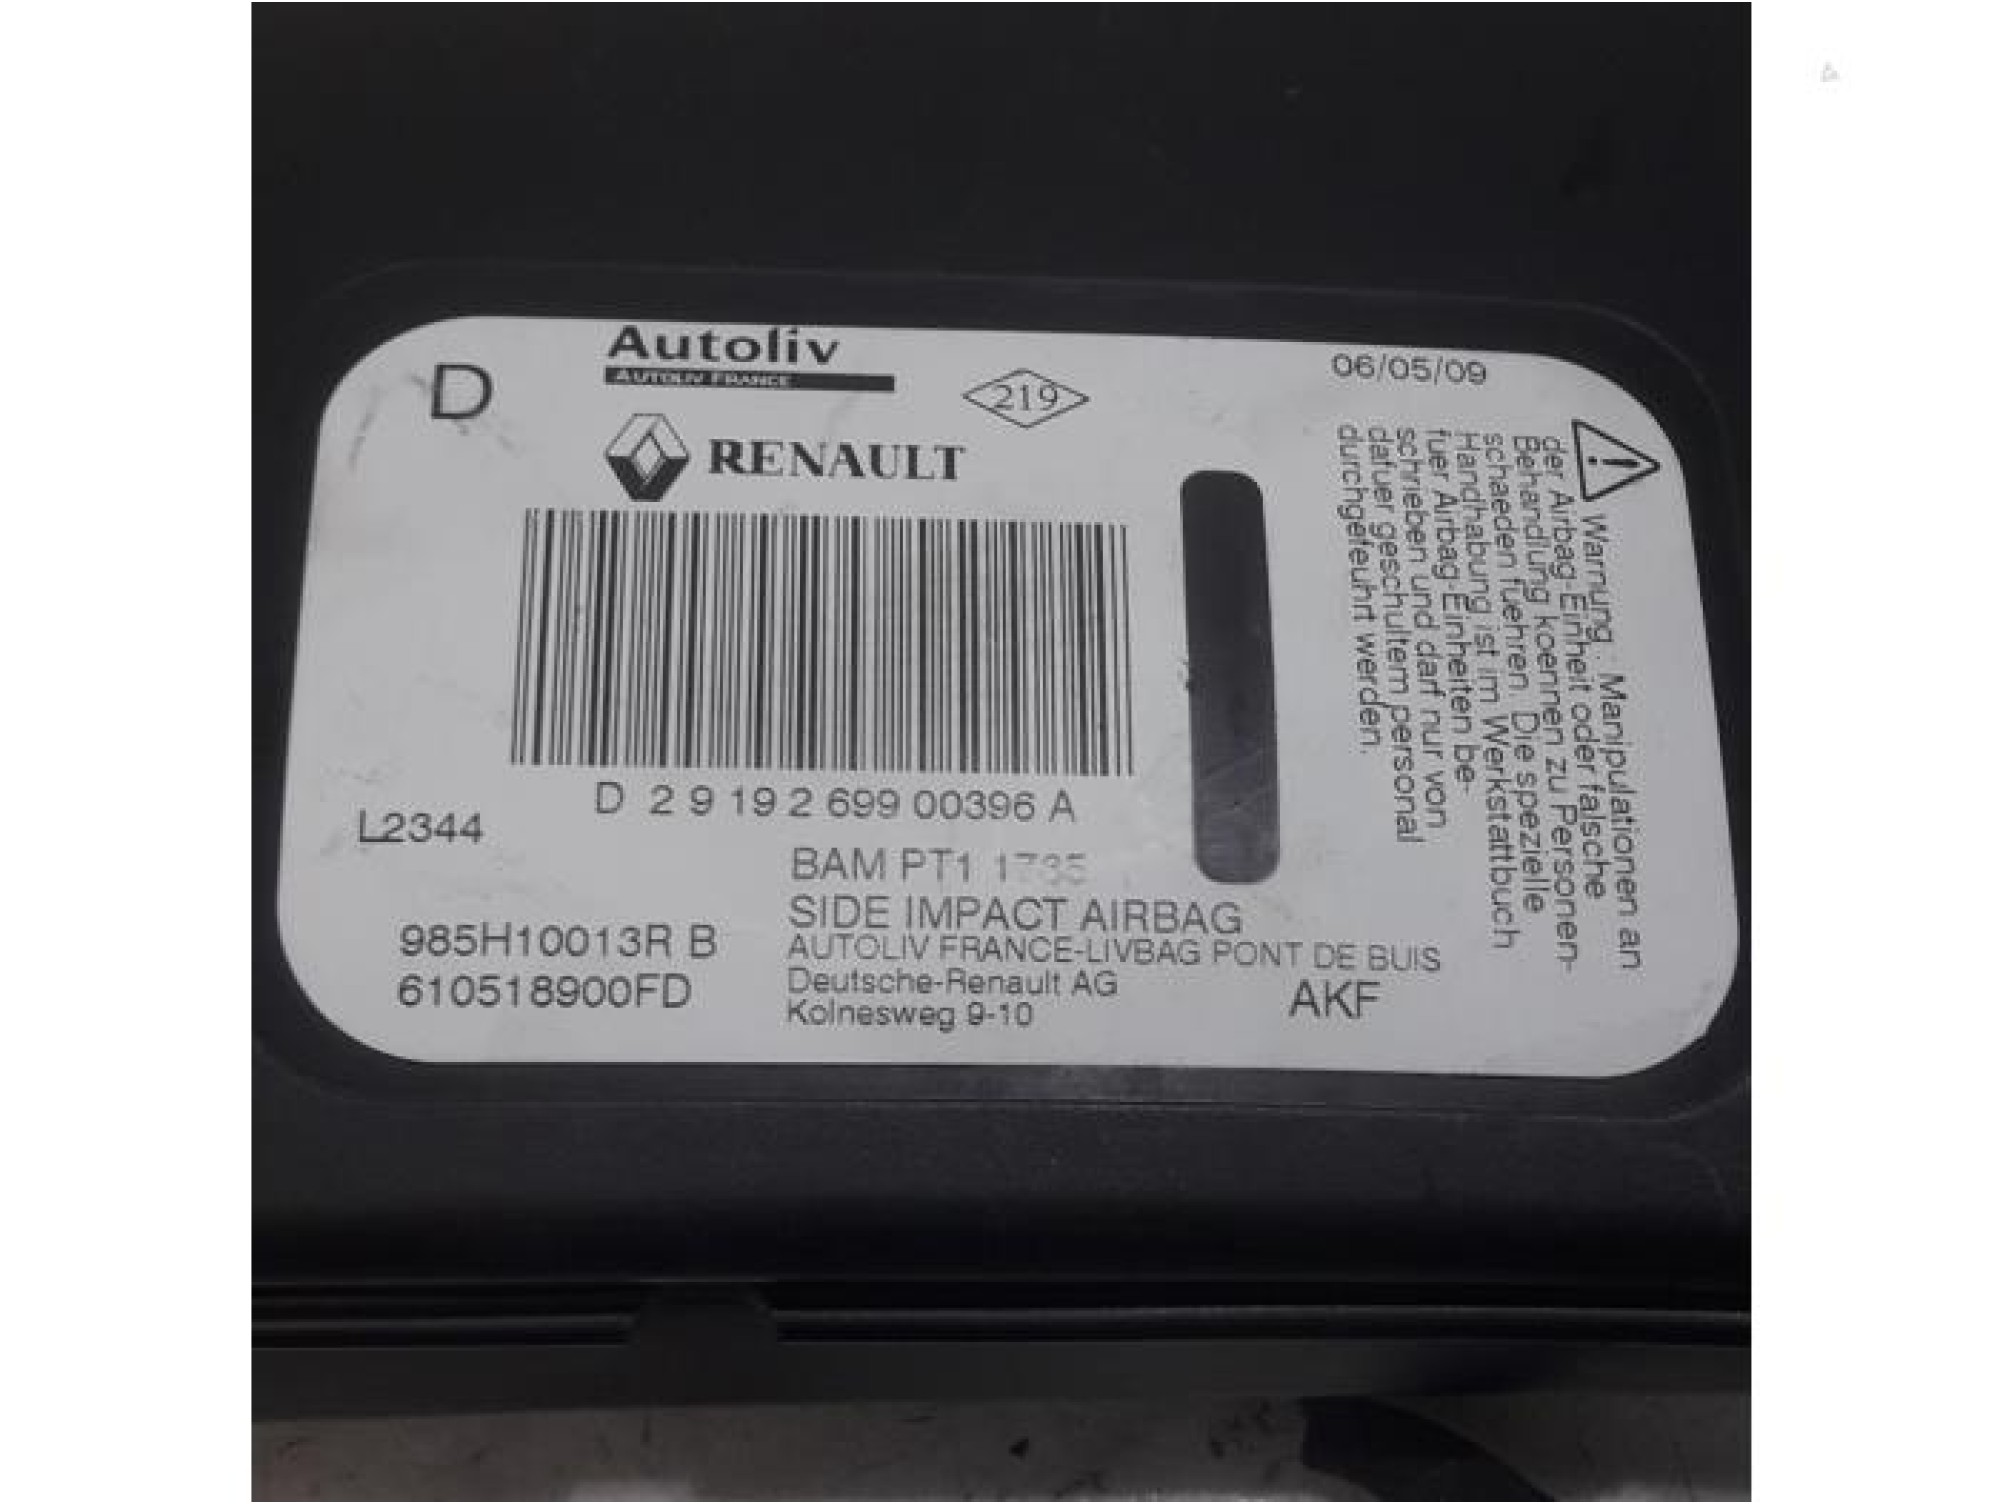 D
Autoliv
AUTOLIV FRANCE
219
06/05/09
RENAULT
D 2 9 19 2 699 00396 A
L2344
BAM PT1
SIDE IMPACT AIRBAG
985H10013R B
AUTOLIV FRANCE-LIVBAG PONT DE BUIS
610518900FD
Deutsche-Renault AG
Kolnesweg 9-10
AKF
Warnung : Manipulationen an
der Airbag-Einheit oder falsche
Behandlung koennen zu Personen-
schaeden fuehren. Die spezielle
Handhabung ist im Werkstattbuch
fuer Airbag-Einheiten be-
schrieben und darf nur von
dafuer geschultem personal
durchgefeuhrt werden.